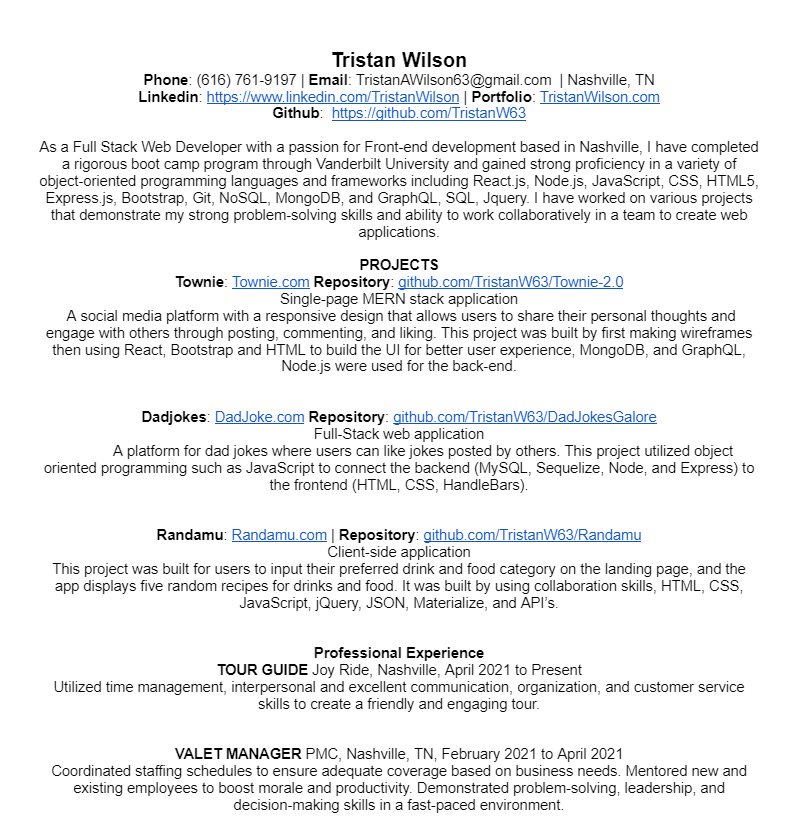 Tristan Wilson
Phone: (616) 761-9197 | Email: TristanAWilson63@gmail.com | Nashville, TN
Linkedin: https://www.linkedin.com/TristanWilson | Portfolio: TristanWilson.com
Github: https://github.com/TristanW63
As a Full Stack Web Developer with a passion for Front-end development based in Nashville, I have completed
a rigorous boot camp program through Vanderbilt University and gained strong proficiency in a variety of
object-oriented programming languages and frameworks including React.js, Node.js, JavaScript, CSS, HTML5,
Express.js, Bootstrap, Git, NoSQL, MongoDB, and GraphQL, SQL, Jquery. I have worked on various projects
that demonstrate my strong problem-solving skills and ability to work collaboratively in a team to create web
applications.
PROJECTS
Townie: Townie.com Repository: github.com/TristanW63/Townie-2.0
Single-page MERN stack application
A social media platform with a responsive design that allows users to share their personal thoughts and
engage with others through posting, commenting, and liking. This project was built by first making wireframes
then using React, Bootstrap and HTML to build the UI for better user experience, MongoDB, and GraphQL,
Node.js were used for the back-end.
Dadjokes: DadJoke.com Repository: github.com/TristanW63/DadJokesGalore
Full-Stack web application
A platform for dad jokes where users can like jokes posted by others. This project utilized object
oriented programming such as JavaScript to connect the backend (MySQL, Sequelize, Node, and Express) to
the frontend (HTML, CSS, HandleBars).
Randamu: Randamu.com | Repository: github.com/TristanW63/Randamu
Client-side application
This project was built for users to input their preferred drink and food category on the landing page, and the
app displays five random recipes for drinks and food. It was built by using collaboration skills, HTML, CSS,
JavaScript, jQuery, JSON, Materialize, and API's.
Professional Experience
TOUR GUIDE Joy Ride, Nashville, April 2021 to Present
Utilized time management, interpersonal and excellent communication, organization, and customer service
skills to create a friendly and engaging tour.
VALET MANAGER PMC, Nashville, TN, February 2021 to April 2021
Coordinated staffing schedules to ensure adequate coverage based on business needs. Mentored new and
existing employees to boost morale and productivity. Demonstrated problem-solving, leadership, and
decision-making skills in a fast-paced environment.